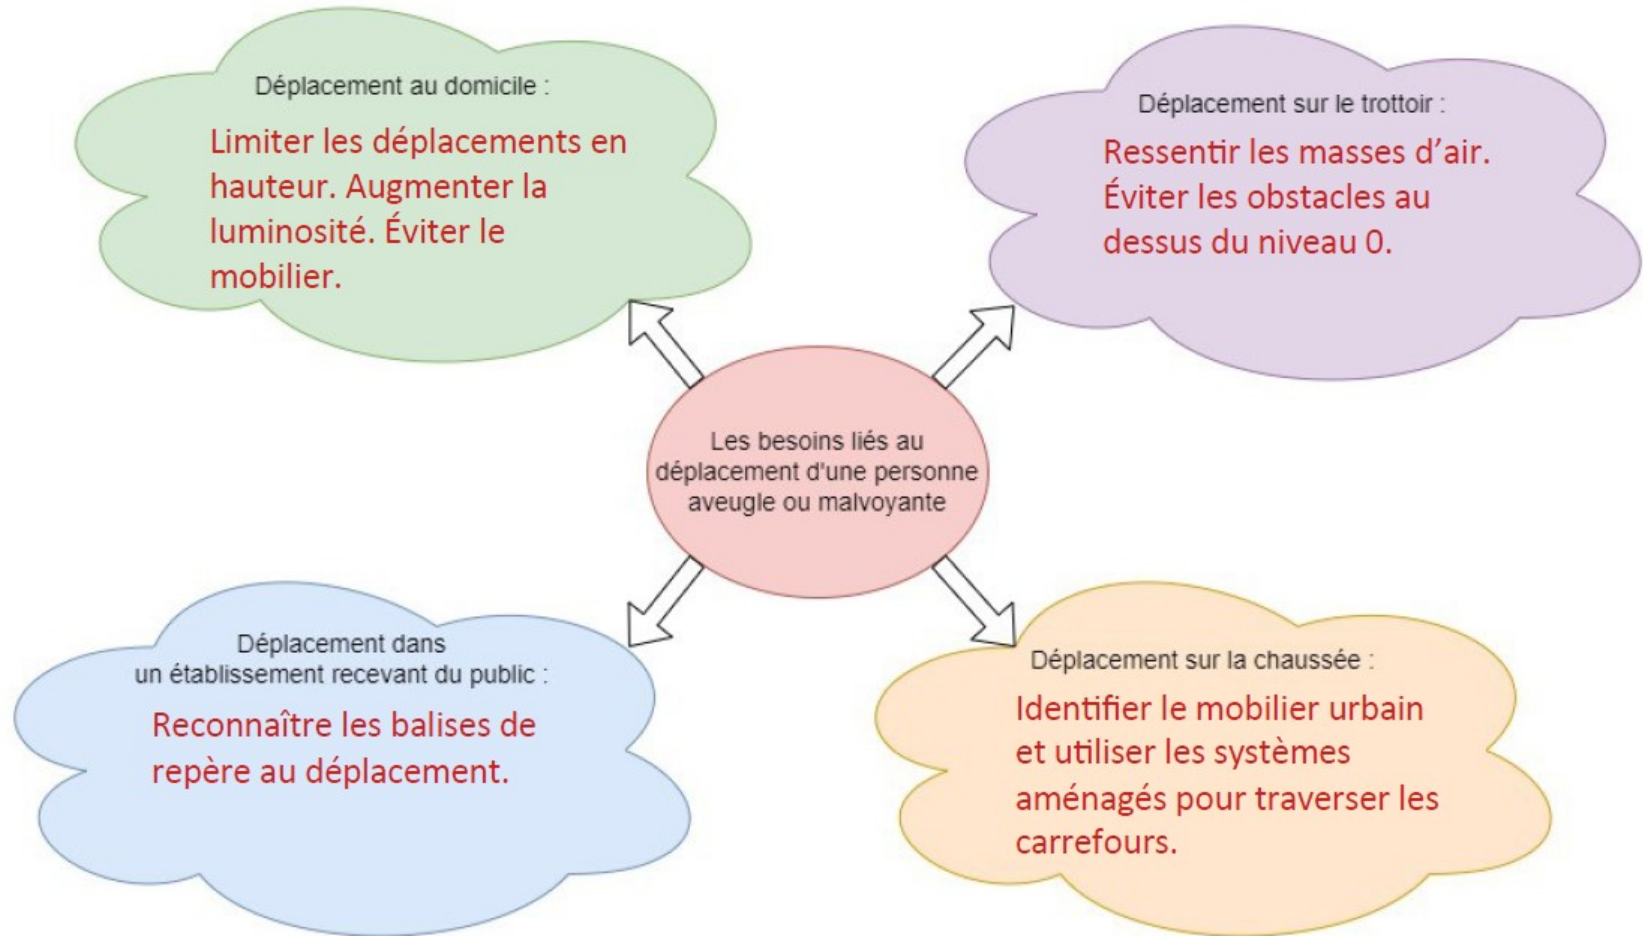 Déplacement au domicile :
Limiter les déplacements en
hauteur. Augmenter la
luminosité. Éviter le
mobilier.
Déplacement sur le trottoir :
Ressentir les masses d’air.
Éviter les obstacles au
dessus du niveau 0.
Les besoins liés au
déplacement d'une personne
aveugle ou malvoyante
Déplacement dans
un établissement recevant du public :
Reconnaître les balises de
repère au déplacement.
Déplacement sur la chaussée :
Identifier le mobilier urbain
et utiliser les systèmes
aménagés pour traverser les
carrefours.